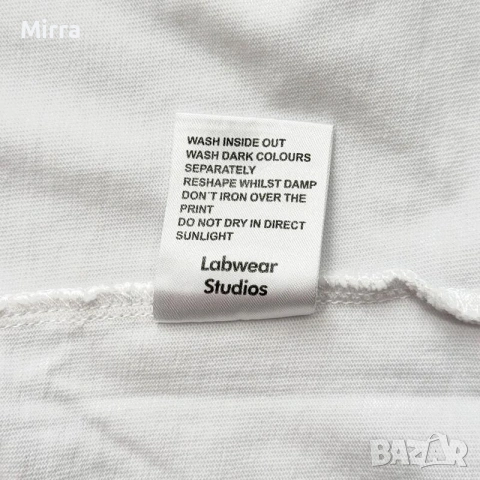 Mirra
WASH INSIDE OUT
WASH DARK COLOURS
SEPARATELY
RESHAPE WHILST DAMP
DON´T IRON OVER THE
PRINT
DO NOT DRY IN DIRECT
SUNLIGHT
Labwear
Studios
BAZAR